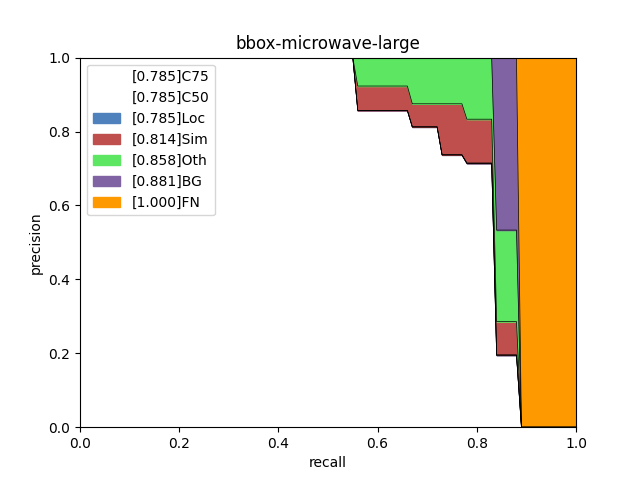 bbox-microwave-large
1.0
0.8
0.6
0.4
0.2
0.0
precision
[0.785]C75
[0.785]C50
[0.785]Loc
[0.814]Sim
[0.858]Oth
[0.881]BG
[1.000]FN
0.0 0.2 0.4 0.6 0.8 1.0
recall